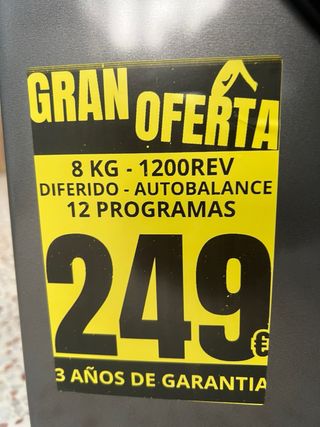 GRAN OFERTA
8 KG - 1200REV
DIFERIDO - AUTOBALANCE
12 PROGRAMAS
249€
3 AÑOS DE GARANTIA